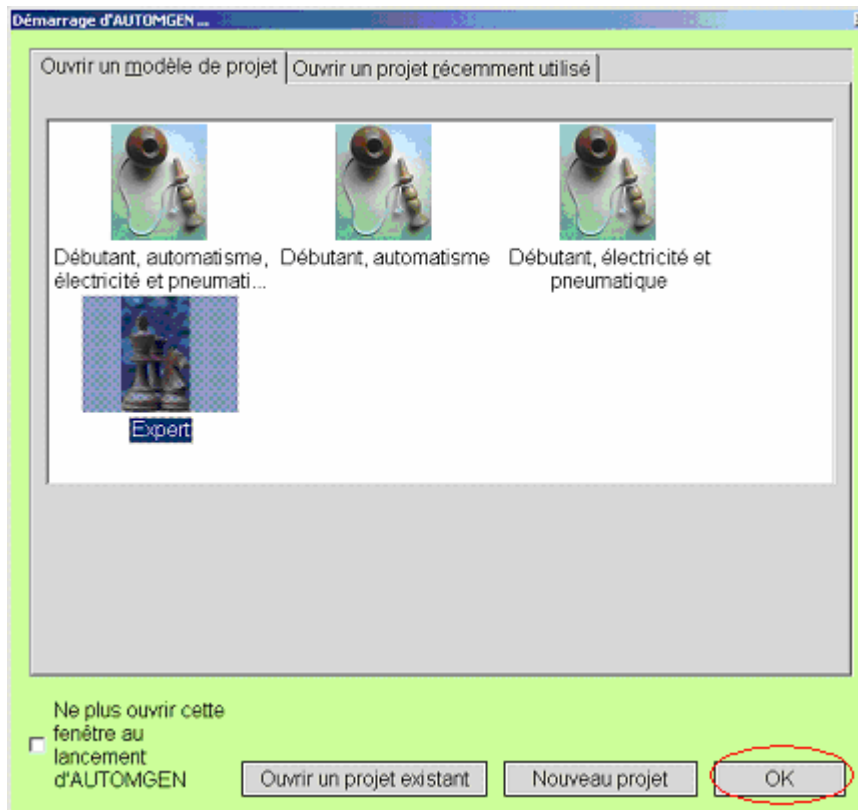 Démarrage d'AUTOMGEN ...
Ouvrir un modèle de projet Ouvrir un projet récemment utilisé
Débutant, automatisme, électricité et pneumati...
Débutant, automatisme
Débutant, électricité et pneumatique
Expert
Ne plus ouvrir cette
fenêtre au
lancement
d'AUTOMGEN
Ouvrir un projet existant Nouveau projet OK